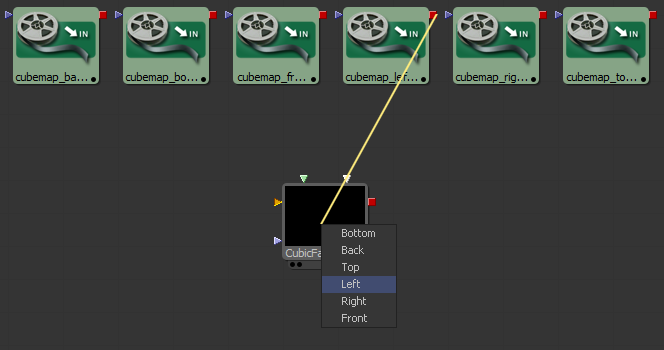 IN
IN
IN
IN
IN
IN
cubemap_ba...
cubemap_bo...
cubemap_fr...
cubemap_lef...
cubemap_rig...
cubemap_to...
CubicFa
Bottom
Back
Top
Left
Right
Front